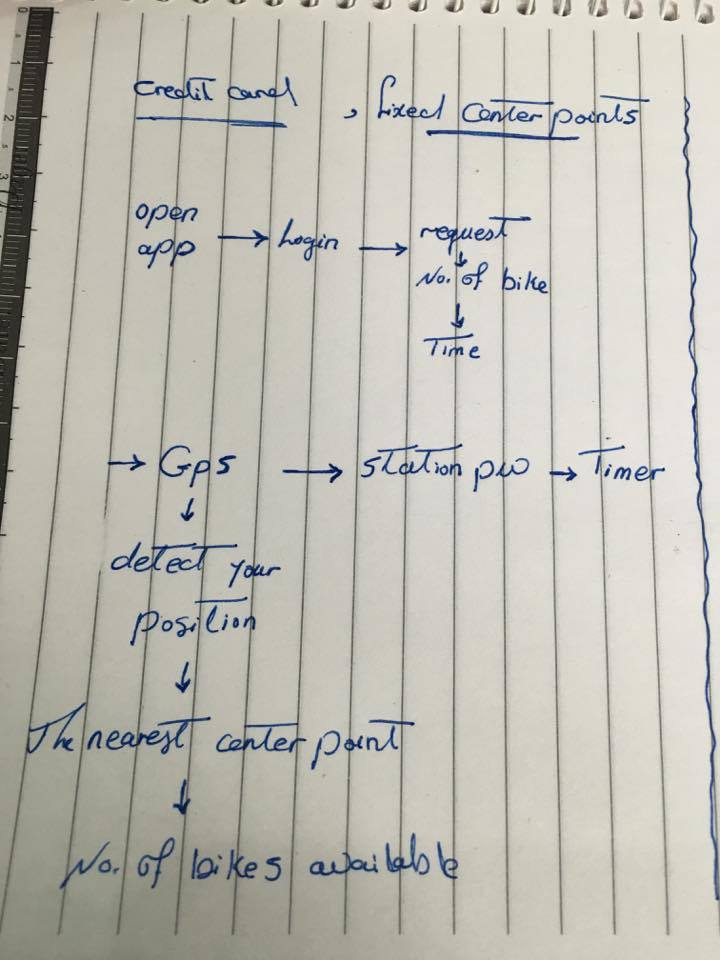 Credit card , fixed center points
open app → Login → request
↓
No. of bike
↓
Time
→ Gps → station pw → Timer
↓
detect your
position
↓
The nearest center point
↓
No. of bikes available